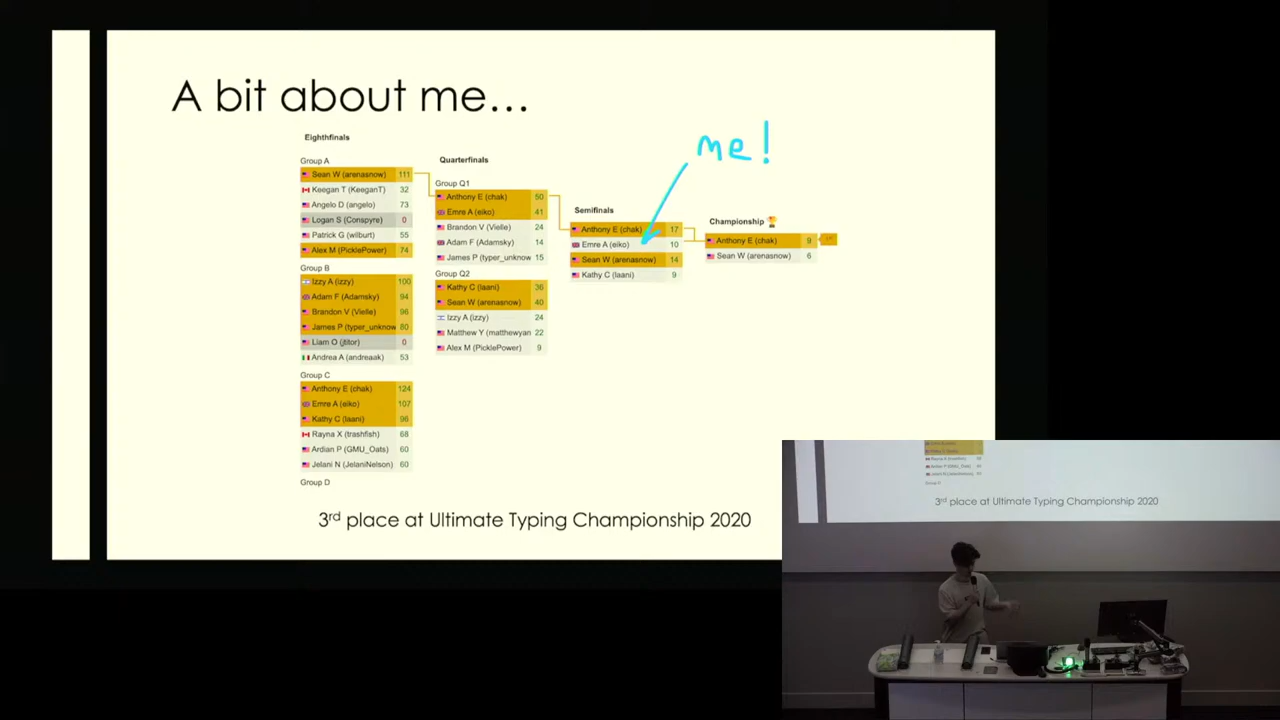 A bit about me...
me!
Eighthfinals
Group A
Sean W (arenasnow) 111
Keegan T (KeeganT) 32
Angelo D (angelo) 73
Logan S (Conspyre) 0
Patrick G (wilburt) 55
Alex M (PicklePower) 74
Group B
Izzy A (izzy) 100
Adam F (Adamsky) 94
Brandon V (Vielle) 96
James P (typer_unknow 80
Liam O (jtitor) 0
Andrea A (andreaak) 53
Group C
Anthony E (chak) 124
Emre A (eiko) 107
Kathy C (laani) 96
Rayna X (trashfish) 68
Ardian P (GMU_Oats) 60
Jelani N (JelaniNelson) 60
Group D
Quarterfinals
Group Q1
Anthony E (chak) 50
Emre A (eiko) 41
Brandon V (Vielle) 24
Adam F (Adamsky) 14
James P (typer_unknow 15
Group Q2
Kathy C (laani) 36
Sean W (arenasnow) 40
Izzy A (izzy) 24
Matthew Y (matthewyan 22
Alex M (PicklePower) 9
Semifinals
Anthony E (chak) 17
Emre A (eiko) 10
Sean W (arenasnow) 14
Kathy C (laani) 9
Championship
Anthony E (chak) 9
Sean W (arenasnow) 6
3rd place at Ultimate Typing Championship 2020
3rd place at Ultimate Typing Championship 2020